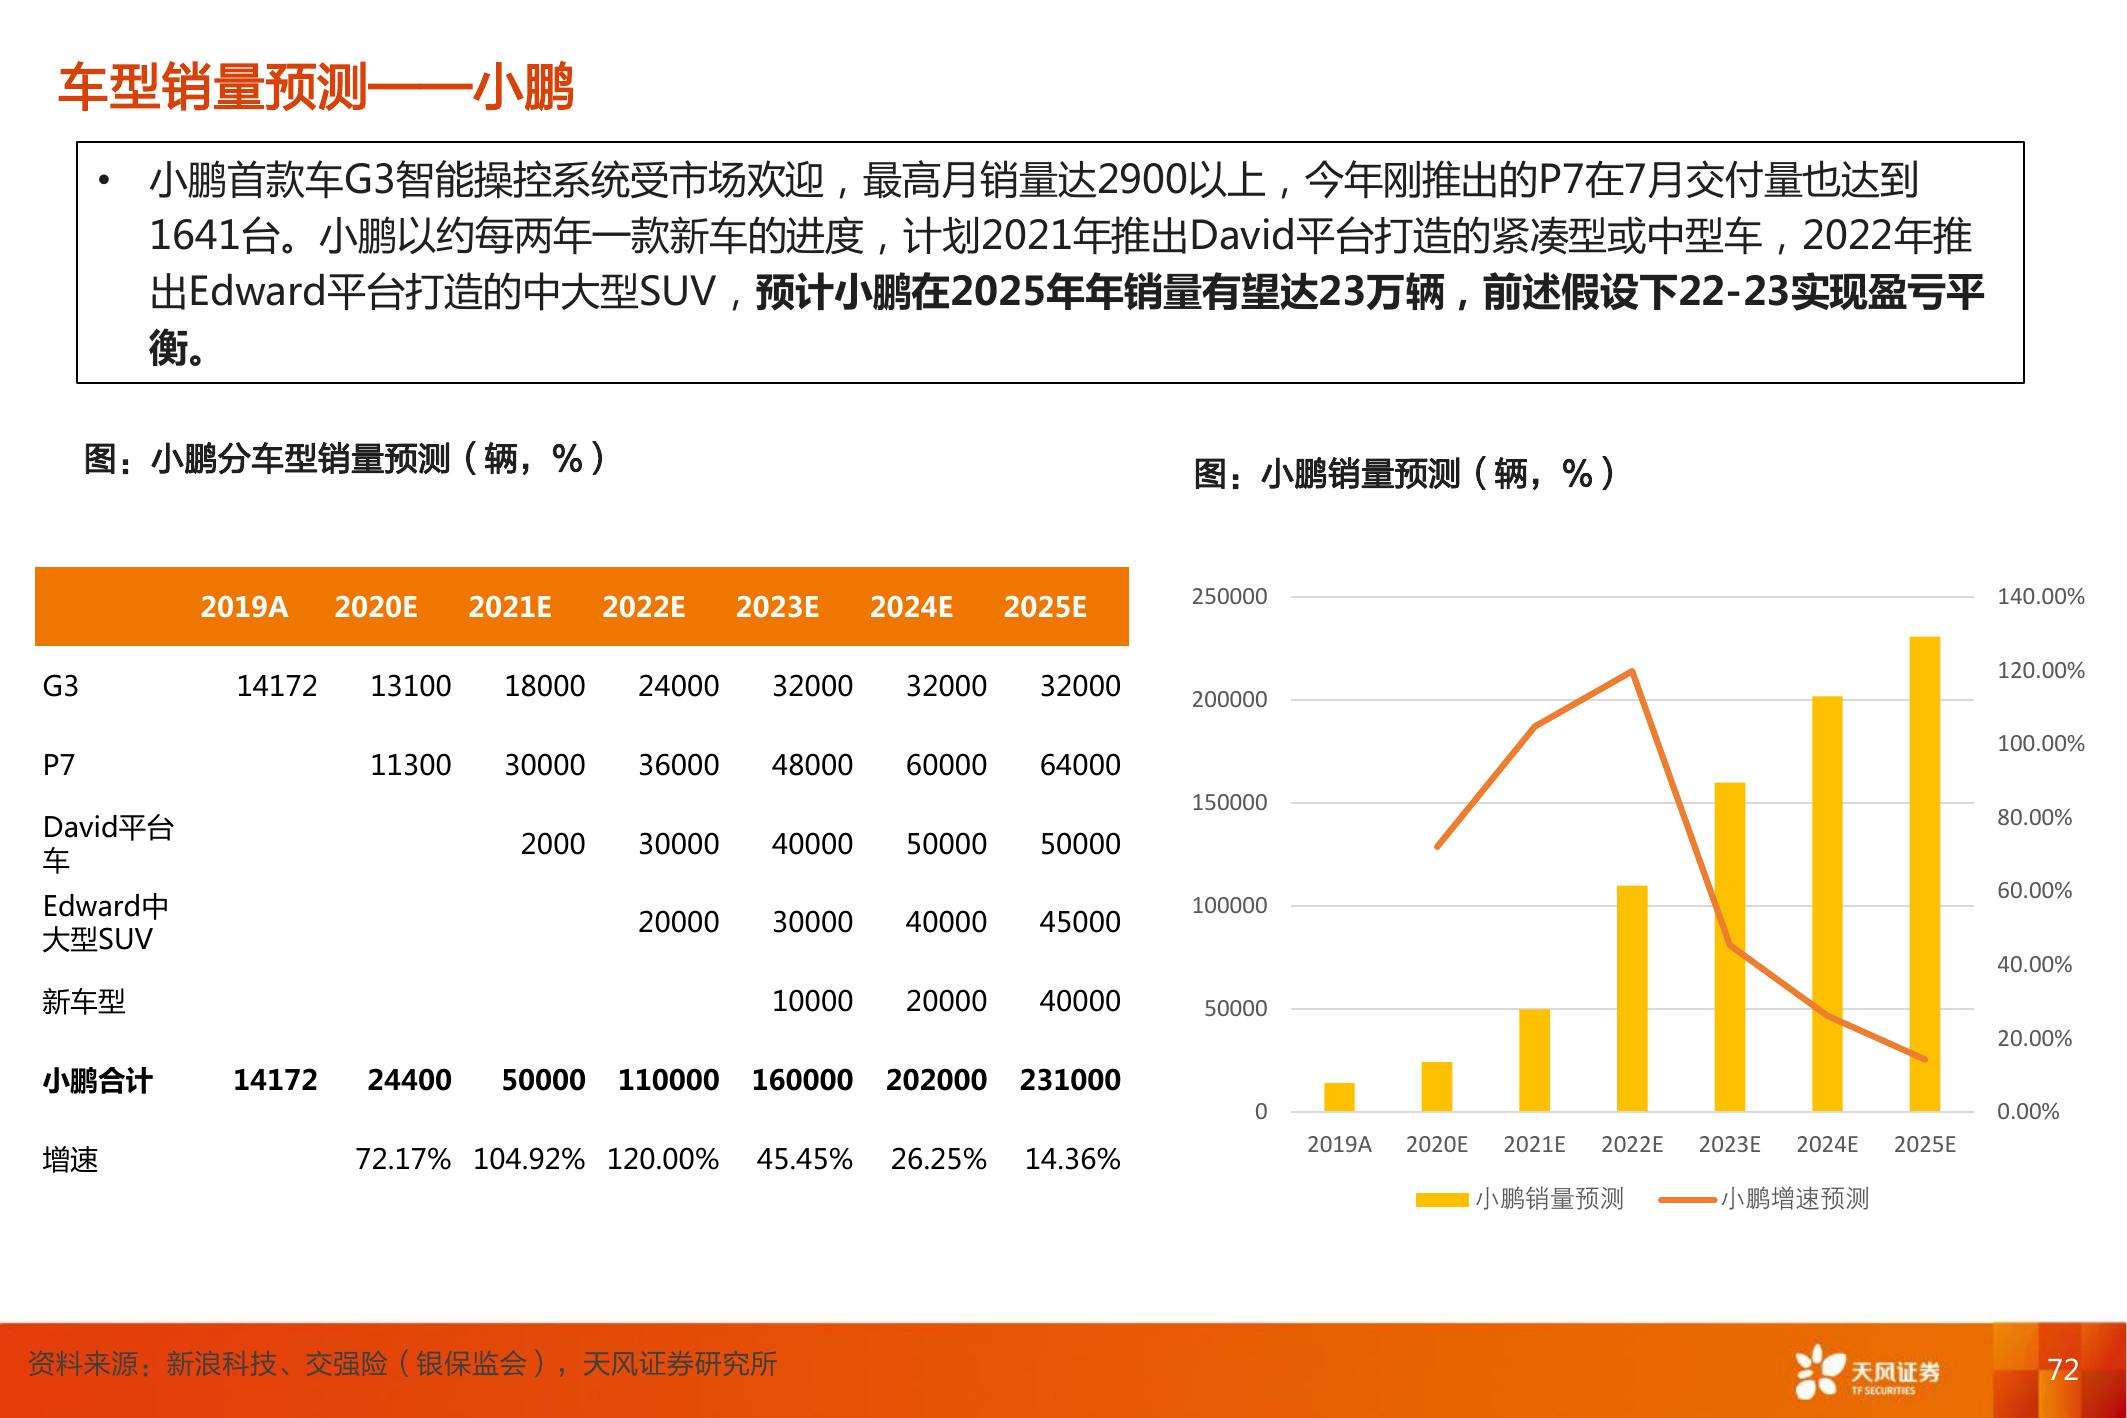 车型销量预测——小鹏
• 小鹏首款车G3智能操控系统受市场欢迎，最高月销量达2900以上，今年刚推出的P7在7月交付量也达到
1641台。小鹏以约每两年一款新车的进度，计划2021年推出David平台打造的紧凑型或中型车，2022年推
出Edward平台打造的中大型SUV，预计小鹏在2025年年销量有望达23万辆，前述假设下22-23实现盈亏平
衡。
图：小鹏分车型销量预测（辆，%）
2019A 2020E 2021E 2022E 2023E 2024E 2025E
G3 14172 13100 18000 24000 32000 32000 32000
P7 11300 30000 36000 48000 60000 64000
David平台
车 2000 30000 40000 50000 50000
Edward中
大型SUV 20000 30000 40000 45000
新车型 10000 20000 40000
小鹏合计 14172 24400 50000 110000 160000 202000 231000
增速 72.17% 104.92% 120.00% 45.45% 26.25% 14.36%
图：小鹏销量预测（辆，%）
250000 140.00%
120.00%
200000
100.00%
150000
80.00%
100000 60.00%
40.00%
50000
20.00%
0 0.00%
2019A 2020E 2021E 2022E 2023E 2024E 2025E
小鹏销量预测 小鹏增速预测
资料来源：新浪科技、交强险（银保监会），天风证券研究所
天风证券
TF SECURITIES
72